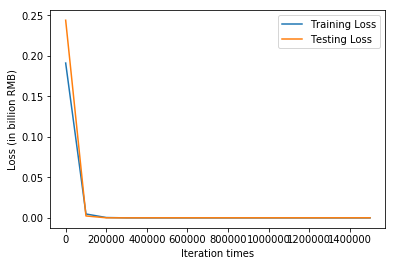 Training Loss
Testing Loss
0.25
0.20
0.15
0.10
0.05
0.00
Loss (in billion RMB)
0 200000 400000 600000 800000 1000000 1200000 1400000
Iteration times